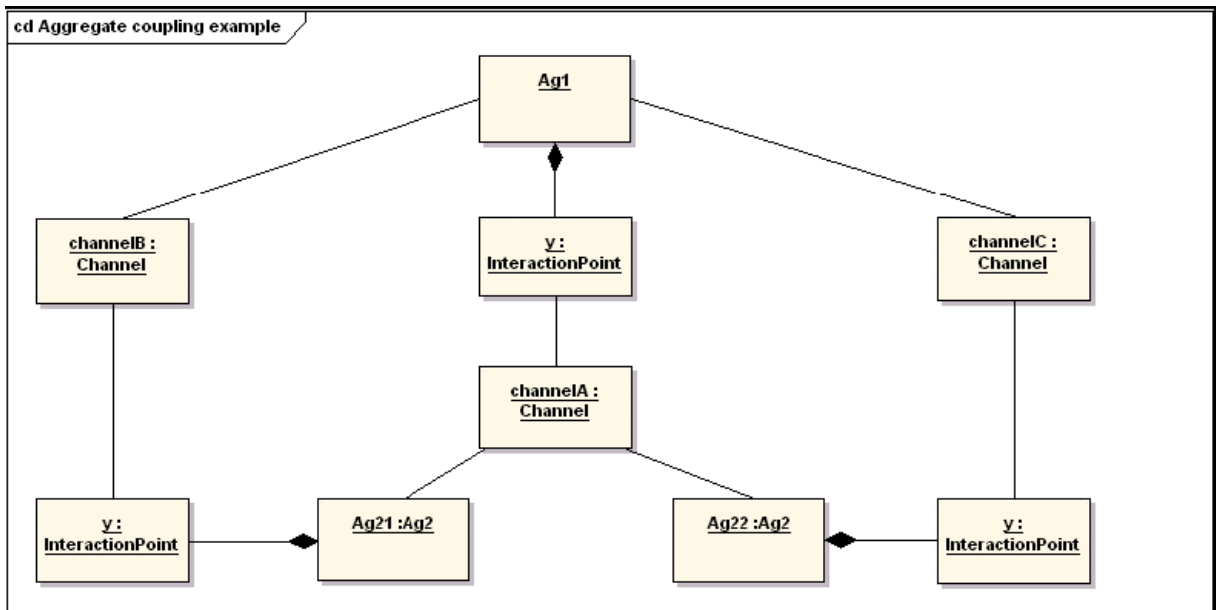 cd Aggregate coupling example
Ag1
channelB :
Channel
y :
InteractionPoint
channelC :
Channel
channelA :
Channel
y :
InteractionPoint
Ag21 :Ag2
Ag22 :Ag2
y :
InteractionPoint